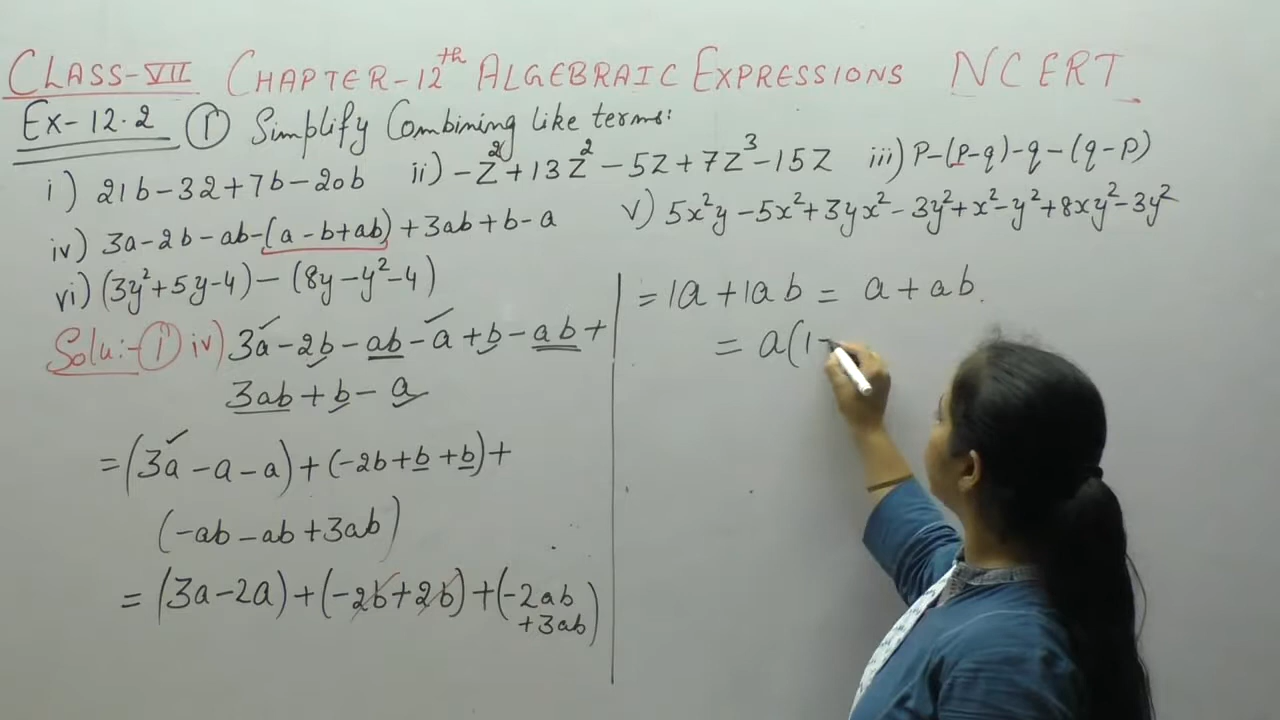 CLASS-VII CHAPTER-12th ALGEBRAIC EXPRESSIONS NCERT
Ex-12.2 ① Simplify Combining like terms:
i) 21b-32+7b-20b ii) -z²+13z²-5z+7z³-15z iii) p-(p-q)-q-(q-p)
iv) 3a-2b-ab-(a-b+ab)+3ab+b-a v) 5x²y-5x²+3yx²-3y²+x²-y²+8xy²-3y²
vi) (3y²+5y-4)-(8y-y²-4)
Solu:-① iv) 3a-2b-ab-a+b-ab+
3ab+b-a
=(3a-a-a)+(-2b+b+b)+
(-ab-ab+3ab)
=(3a-2a)+(-2b+2b)+(-2ab
+3ab)
=1a+1ab=a+ab.
=a(1-